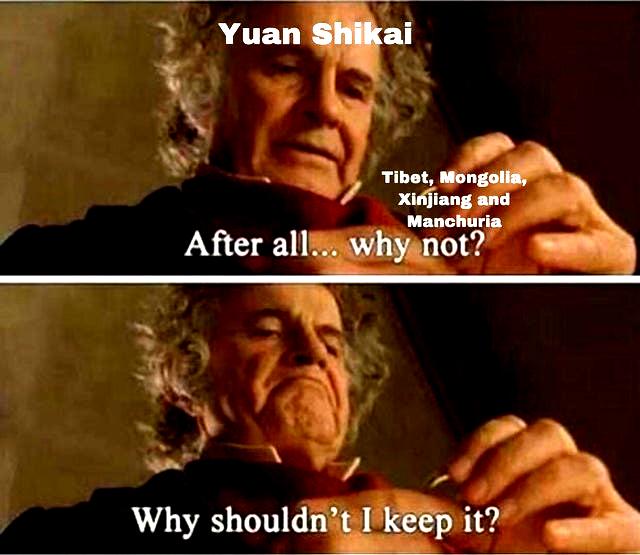 Yuan Shikai
Tibet, Mongolia,
Xinjiang and
Manchuria
After all... why not?
Why shouldn't I keep it?